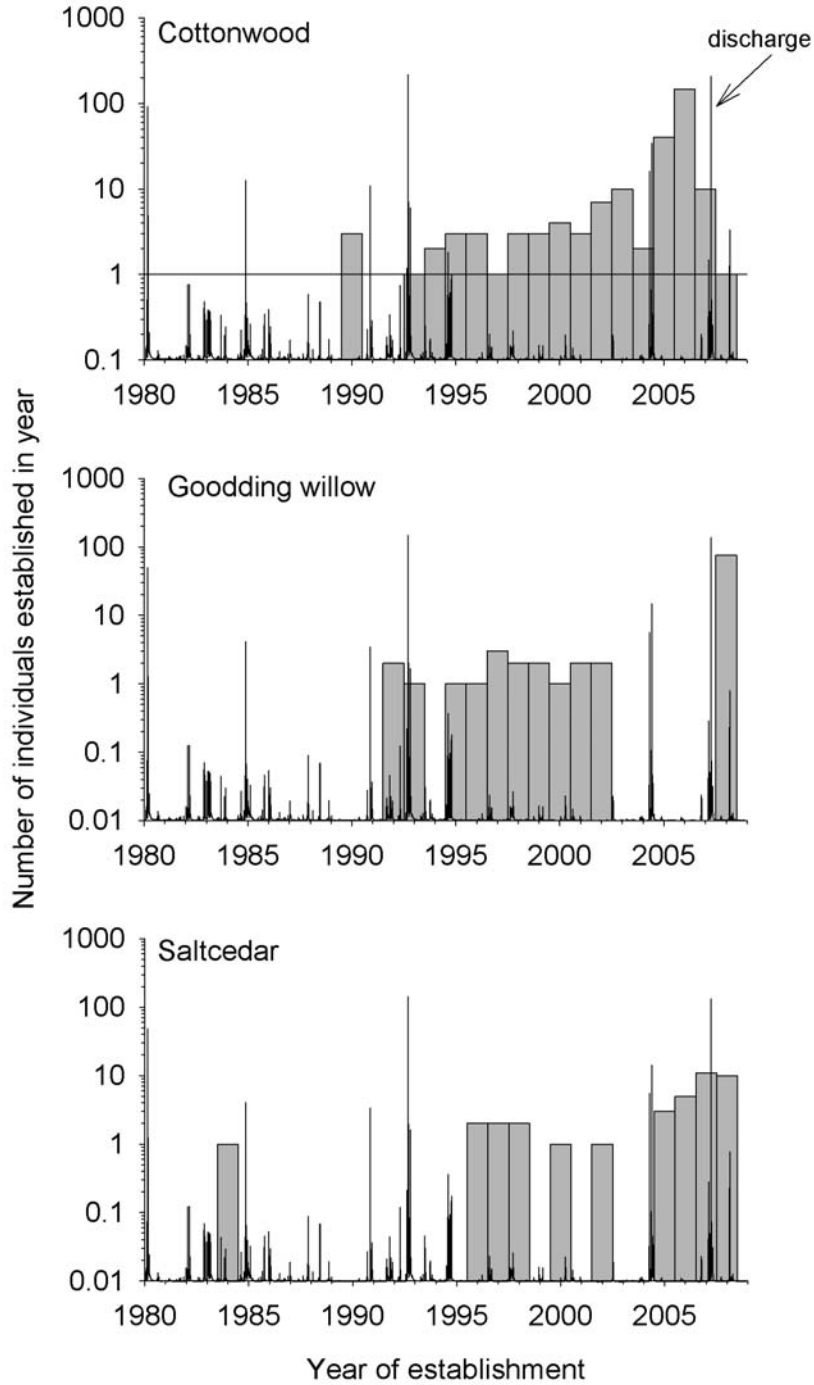 Number of individuals established in year
Cottonwood
discharge
1000
100
10
1
0.1
1980 1985 1990 1995 2000 2005
Goodding willow
1000
100
10
1
0.1
0.01
1980 1985 1990 1995 2000 2005
Saltcedar
1000
100
10
1
0.1
0.01
1980 1985 1990 1995 2000 2005
Year of establishment